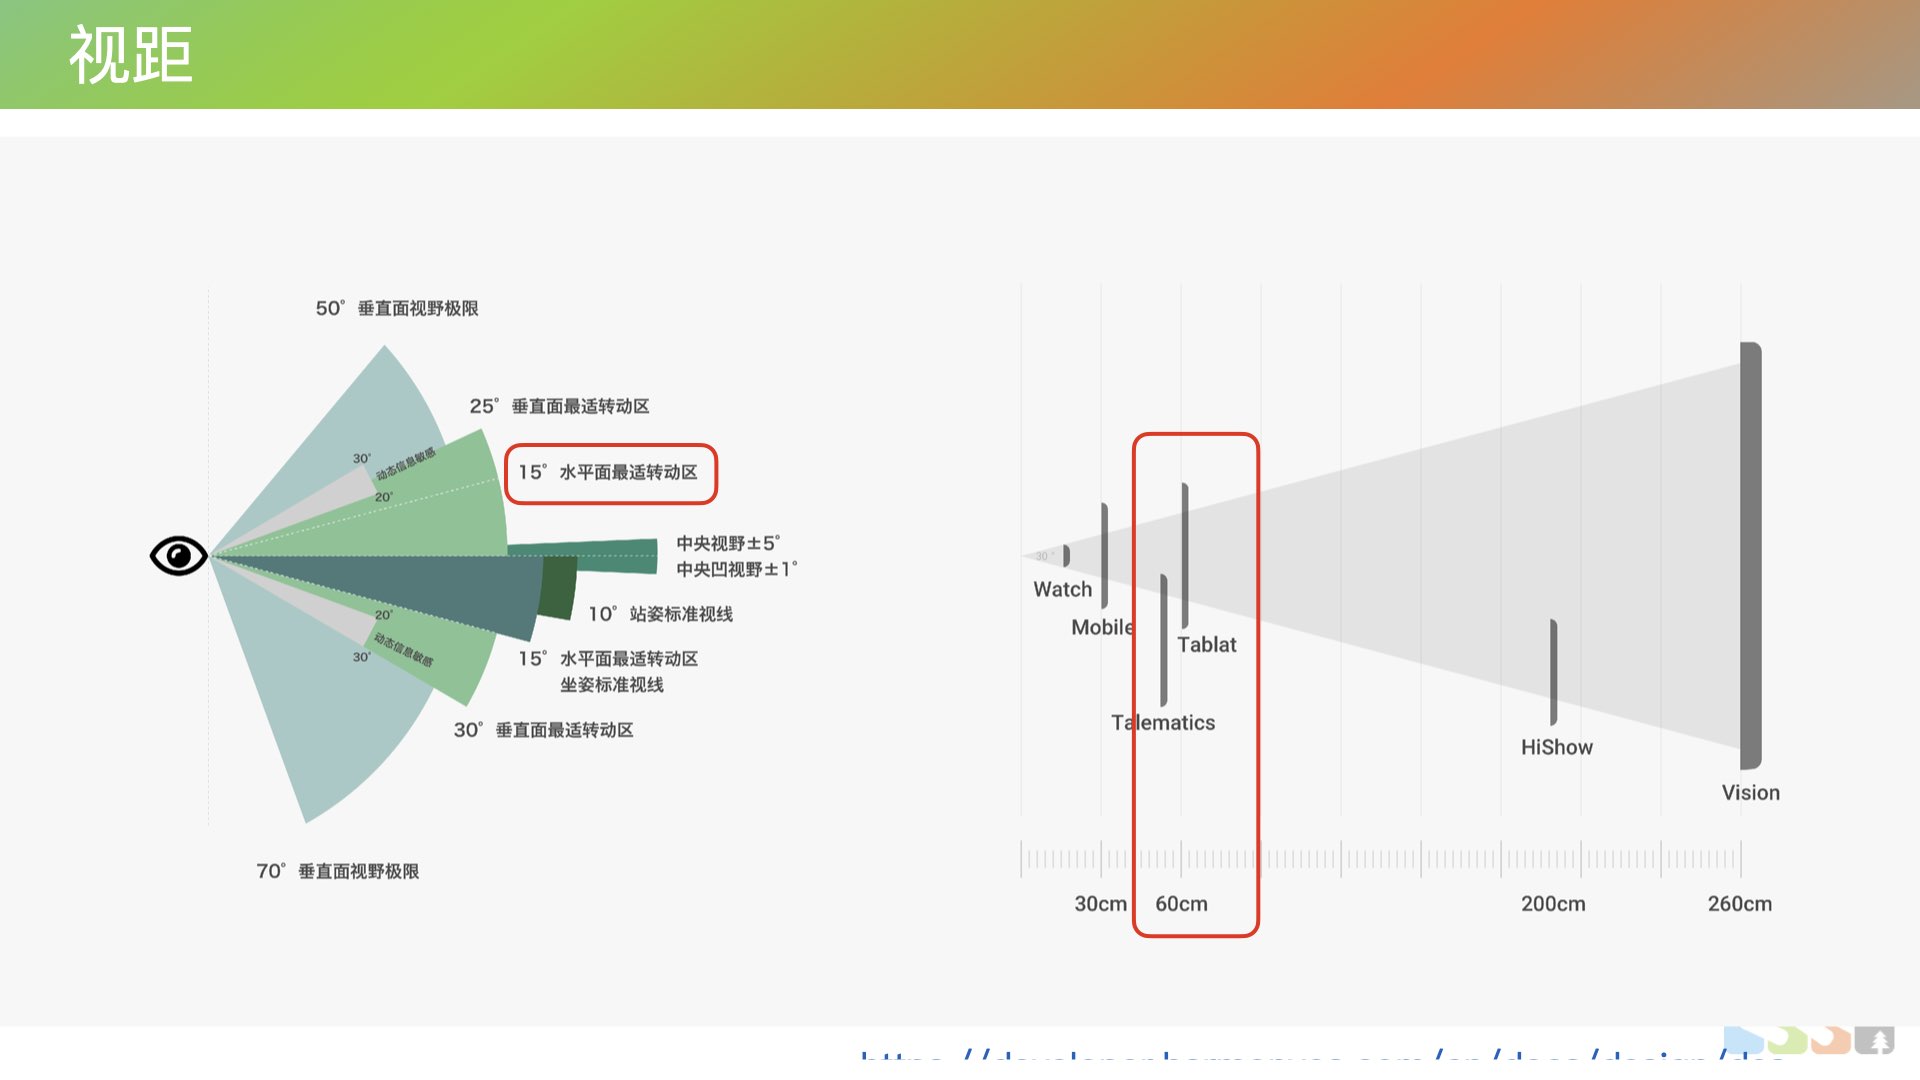 视距
50° 垂直面视野极限
25° 垂直面最适转动区
30°
动态信息敏感
15° 水平面最适转动区
20°
中央视野±5°
中央凹视野±1°
10° 站姿标准视线
20°
动态信息敏感
30°
15° 水平面最适转动区
坐姿标准视线
30° 垂直面最适转动区
70° 垂直面视野极限
30°
Watch
Mobile
Tablat
Talematics
HiShow
Vision
30cm
60cm
200cm
260cm